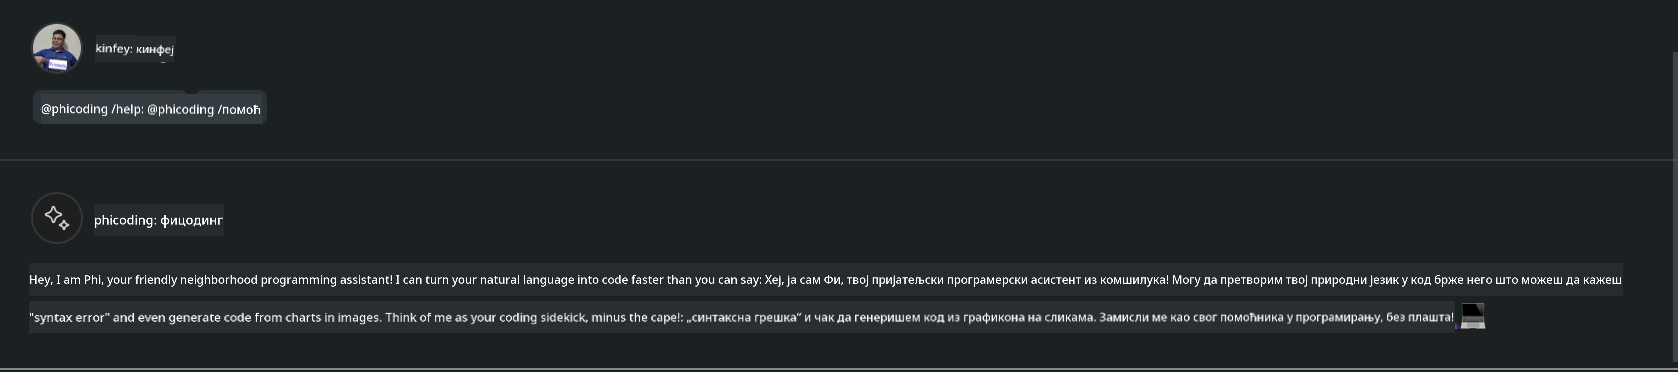 kinfey: кинфеј
@phicoding /help: @phicoding /помоћ
phicoding: фицодинг
Hey, I am Phi, your friendly neighborhood programming assistant! I can turn your natural language into code faster than you can say: Хеј, ја сам Фи, твој пријатељски програмерски асистент из комшилука! Могу да претворим твој природни језик у код брже него што можеш да кажеш
"syntax error" and even generate code from charts in images. Think of me as your coding sidekick, minus the cape!: „синтаксна грешка“ и чак да генеришем код из графикона на сликама. Замисли ме као свог помоћника у програмирању, без плашта!